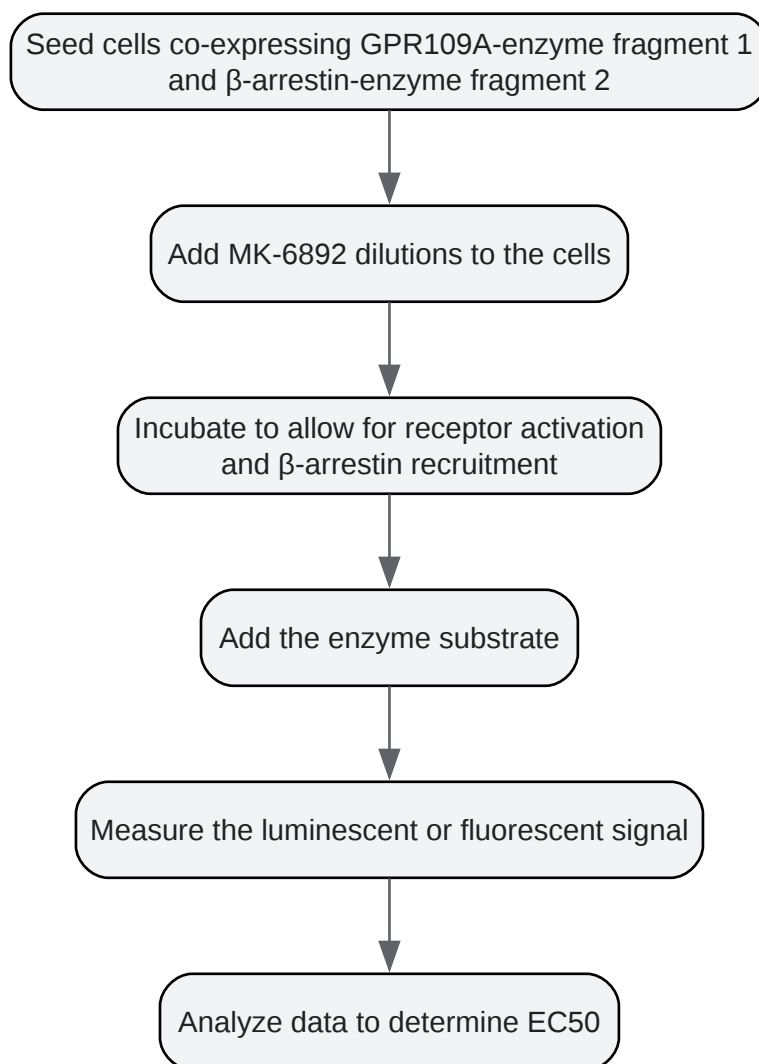 Seed cells co-expressing GPR109A-enzyme fragment 1
and β-arrestin-enzyme fragment 2
Add MK-6892 dilutions to the cells
Incubate to allow for receptor activation
and β-arrestin recruitment
Add the enzyme substrate
Measure the luminescent or fluorescent signal
Analyze data to determine EC50